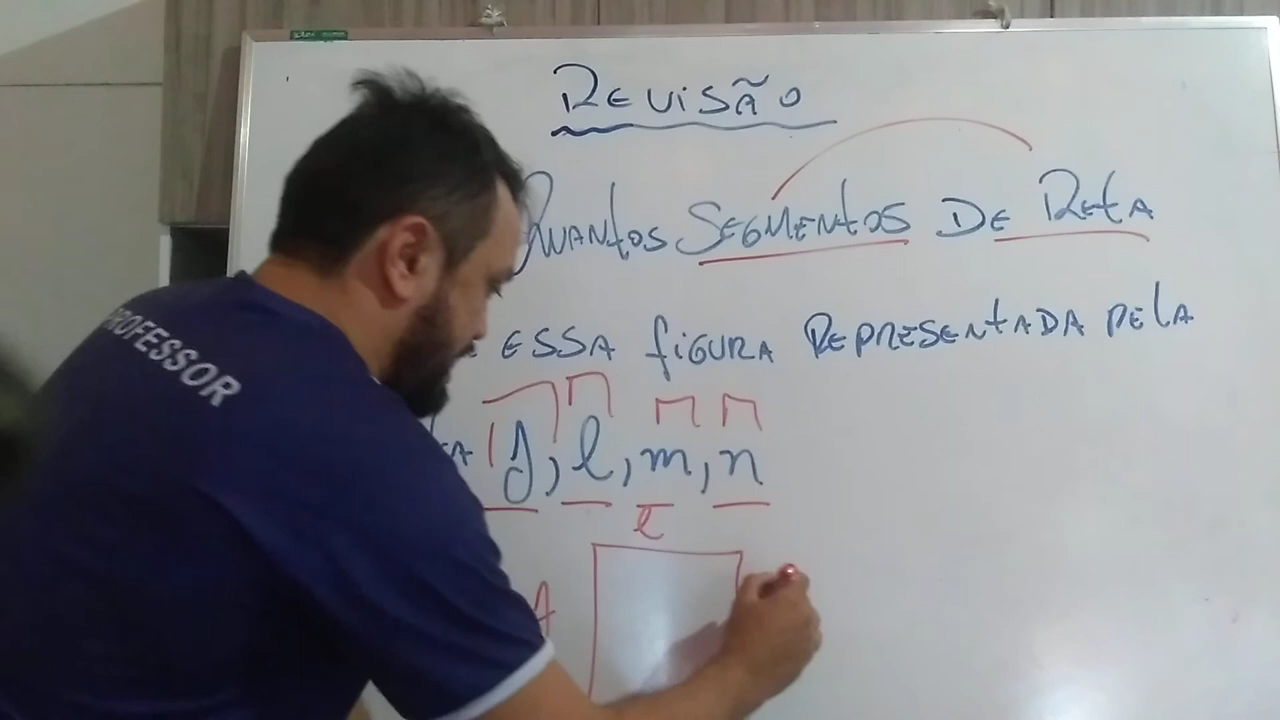 REVISÃO
QUANTOS SEGMENTOS DE RETA
ESSA FIGURA REPRESENTADA PELA
, l, m, n
l
A
PROFESSOR